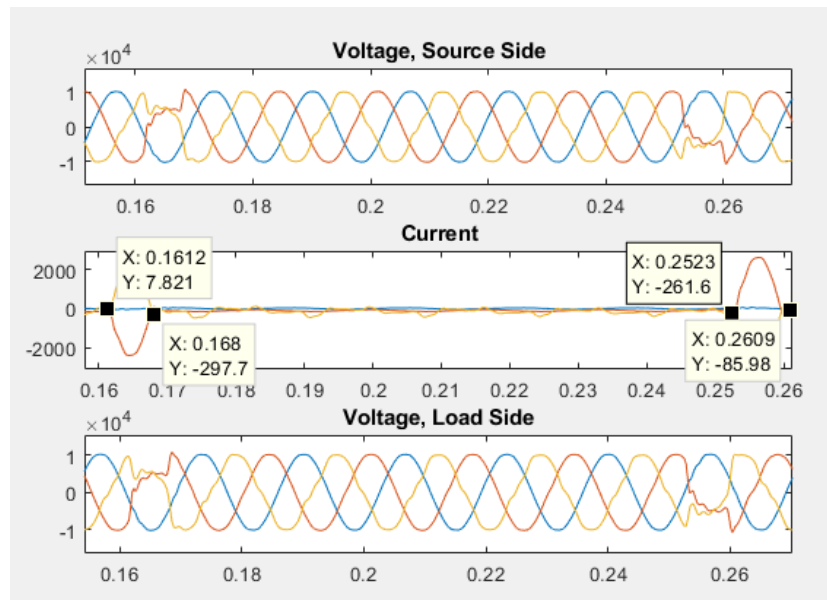 Voltage, Source Side
×10⁴
1
0
-1
0.16 0.18 0.2 0.22 0.24 0.26
Current
X: 0.1612
Y: 7.821
X: 0.2523
Y: -261.6
2000
0
-2000
X: 0.168
Y: -297.7
X: 0.2609
Y: -85.98
0.16 0.17 0.18 0.19 0.2 0.21 0.22 0.23 0.24 0.25 0.26
Voltage, Load Side
×10⁴
1
0
-1
0.16 0.18 0.2 0.22 0.24 0.26